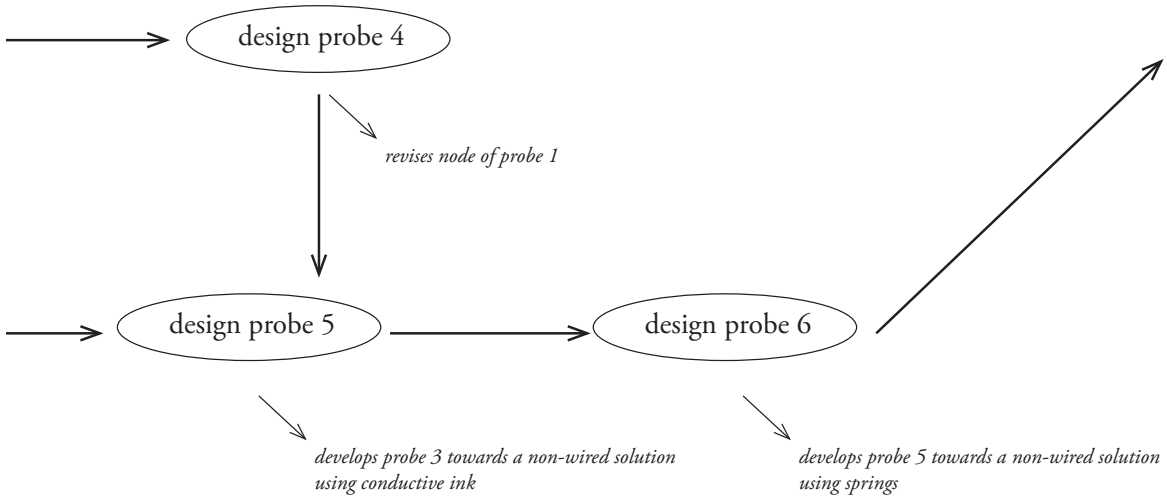 design probe 4
revises node of probe 1
design probe 5
design probe 6
develops probe 3 towards a non-wired solution
using conductive ink
develops probe 5 towards a non-wired solution
using springs